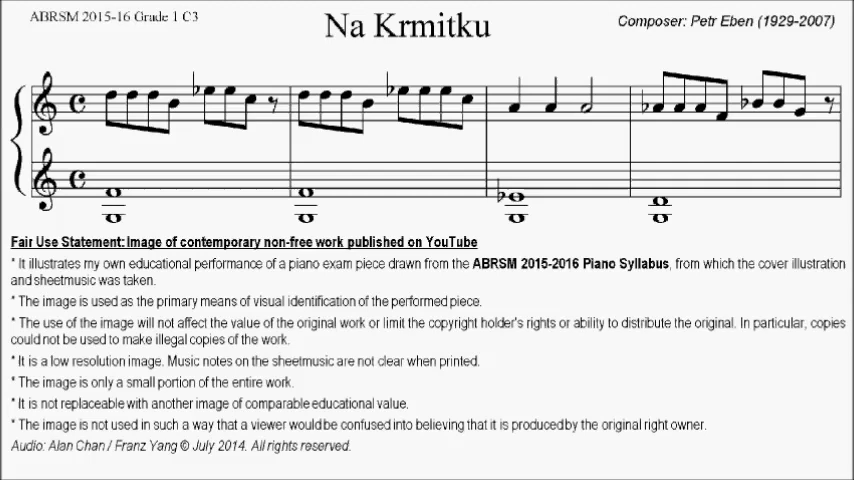 ABRSM 2015-16 Grade 1 C3
Na Krmitku
Composer: Petr Eben (1929-2007)
Fair Use Statement: Image of contemporary non-free work published on YouTube
* It illustrates my own educational performance of a piano exam piece drawn from the ABRSM 2015-2016 Piano Syllabus, from which the cover illustration
and sheetmusic was taken.
* The image is used as the primary means of visual identification of the performed piece.
* The use of the image will not affect the value of the original work or limit the copyright holder's rights or ability to distribute the original. In particular, copies
could not be used to make illegal copies of the work.
* It is a low resolution image. Music notes on the sheetmusic are not clear when printed.
* The image is only a small portion of the entire work.
* It is not replaceable with another image of comparable educational value.
* The image is not used in such a way that a viewer would be confused into believing that it is produced by the original right owner.
Audio: Alan Chan / Franz Yang © July 2014. All rights reserved.